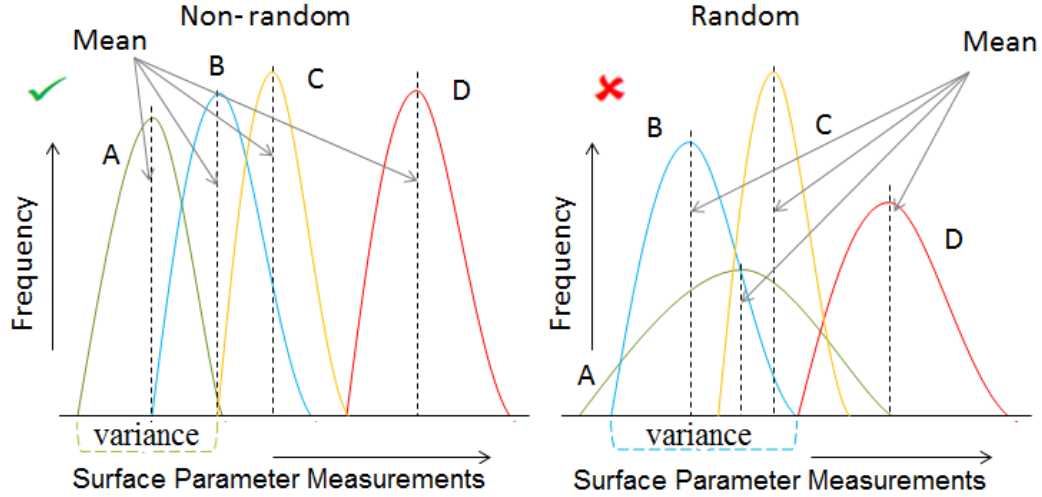 Non- random
Mean
A
B
C
D
Frequency
variance
Surface Parameter Measurements
Random
Mean
B
C
A
D
Frequency
variance
Surface Parameter Measurements